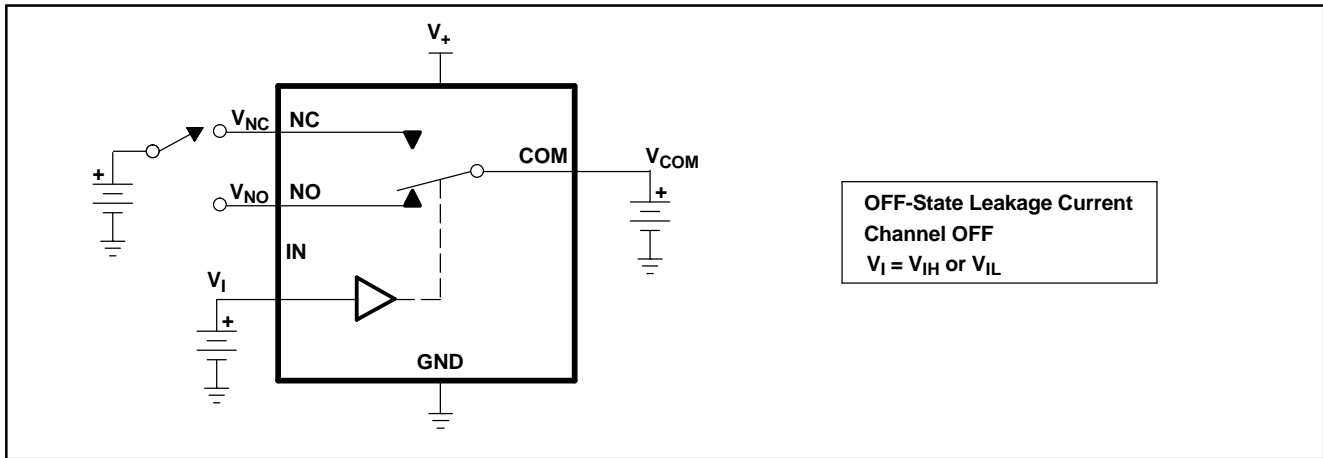 V+
VNC NC
COM VCOM
+
VNO NO
+
IN
VI
+
GND
OFF-State Leakage Current
Channel OFF
VI = VIH or VIL